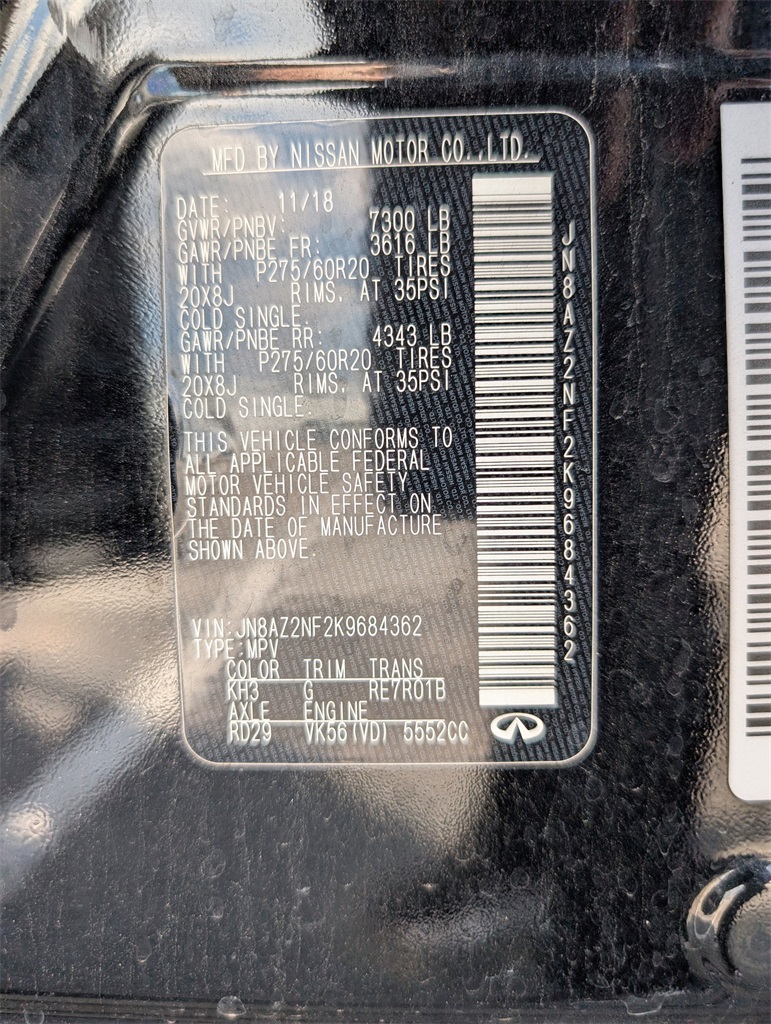 MFD BY NISSAN MOTOR CO.,LTD.
DATE: 11/18
GVWR/PNBV: 7300 LB
GAWR/PNBE FR: 3616 LB
WITH P275/60R20 TIRES
20X8J RIMS, AT 35PSI
COLD SINGLE.
GAWR/PNBE RR: 4343 LB
WITH P275/60R20 TIRES
20X8J RIMS, AT 35PSI
COLD SINGLE.
THIS VEHICLE CONFORMS TO
ALL APPLICABLE FEDERAL
MOTOR VEHICLE SAFETY
STANDARDS IN EFFECT ON
THE DATE OF MANUFACTURE
SHOWN ABOVE.
VIN:JN8AZ2NF2K9684362
TYPE:MPV
COLOR TRIM TRANS
KH3 G RE7R01B
AXLE ENGINE
RD29 VK56(VD) 5552CC
JN8AZ2NF2K9684362